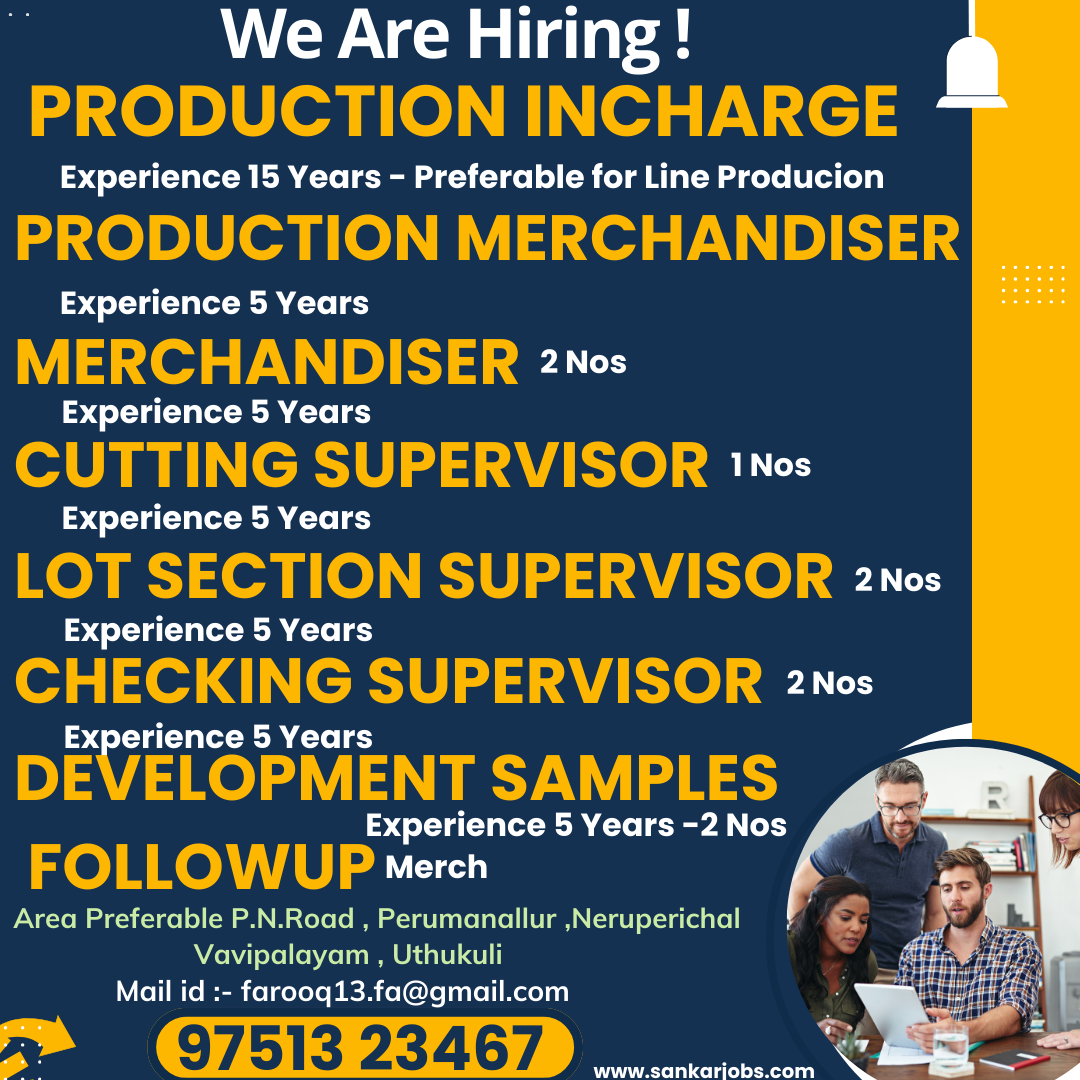 We Are Hiring !
PRODUCTION INCHARGE
Experience 15 Years - Preferable for Line Producion
PRODUCTION MERCHANDISER
Experience 5 Years
MERCHANDISER 2 Nos
Experience 5 Years
CUTTING SUPERVISOR 1 Nos
Experience 5 Years
LOT SECTION SUPERVISOR 2 Nos
Experience 5 Years
CHECKING SUPERVISOR 2 Nos
Experience 5 Years
DEVELOPMENT SAMPLES
Experience 5 Years -2 Nos
FOLLOWUP Merch
Area Preferable P.N.Road , Perumanallur ,Neruperichal
Vavipalayam , Uthukuli
Mail id :- farooq13.fa@gmail.com
97513 23467
www.sankarjobs.com
R